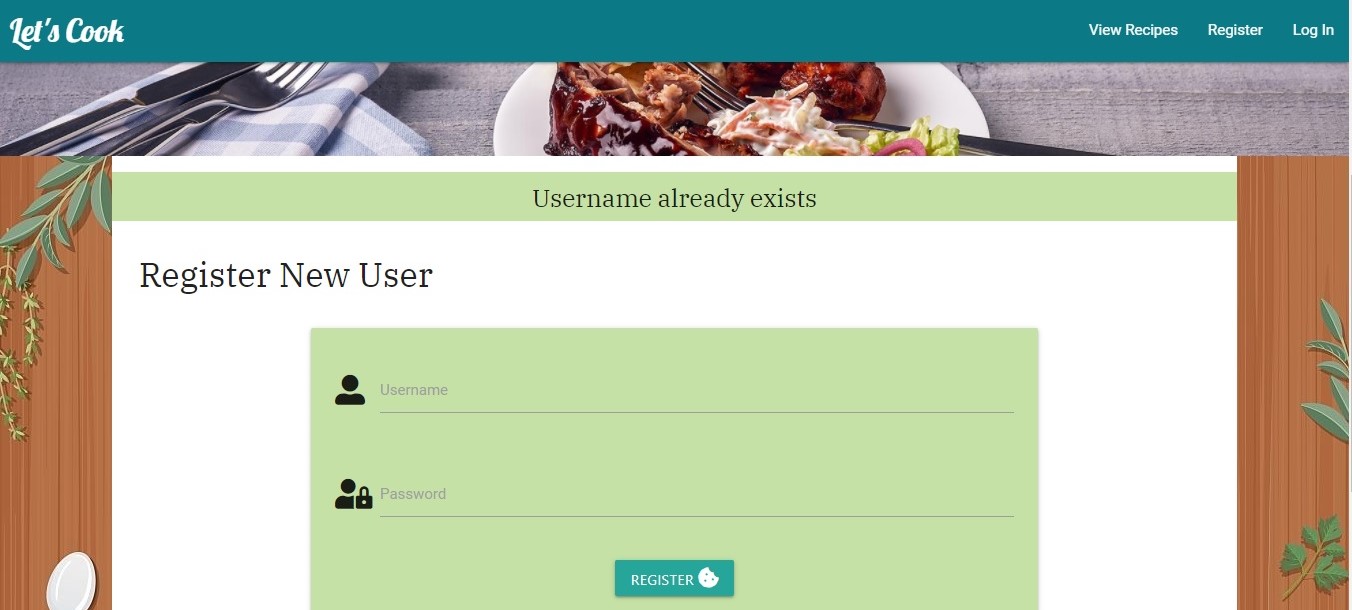 Let's Cook
View Recipes
Register
Log In
Username already exists
Register New User
Username
Password
REGISTER